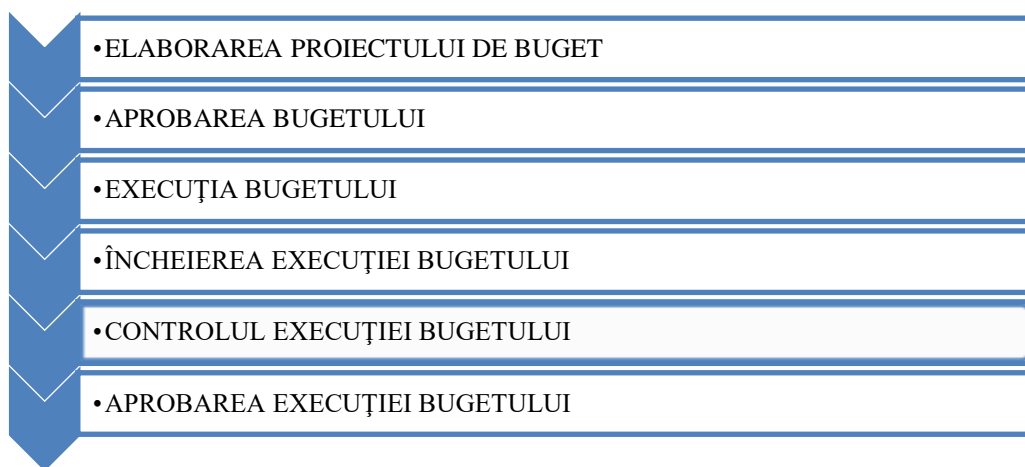 •ELABORAREA PROIECTULUI DE BUGET
•APROBAREA BUGETULUI
•EXECUŢIA BUGETULUI
•ÎNCHEIEREA EXECUŢIEI BUGETULUI
•CONTROLUL EXECUŢIEI BUGETULUI
•APROBAREA EXECUŢIEI BUGETULUI